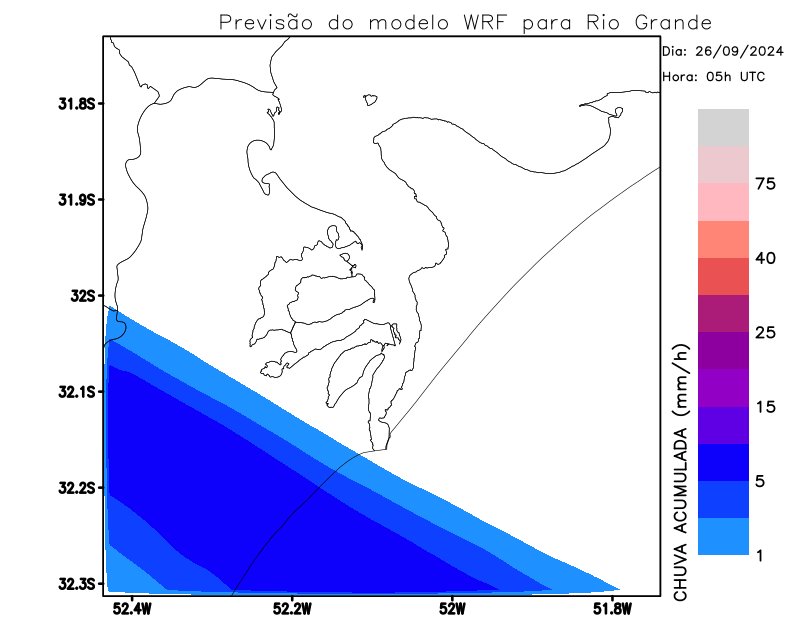 Previsão do modelo WRF para Rio Grande
Dia: 26/09/2024
Hora: 05h UTC
31.8S
31.9S
32S
32.1S
32.2S
32.3S
52.4W
52.2W
52W
51.8W
75
40
25
15
5
1
CHUVA ACUMULADA (mm/h)